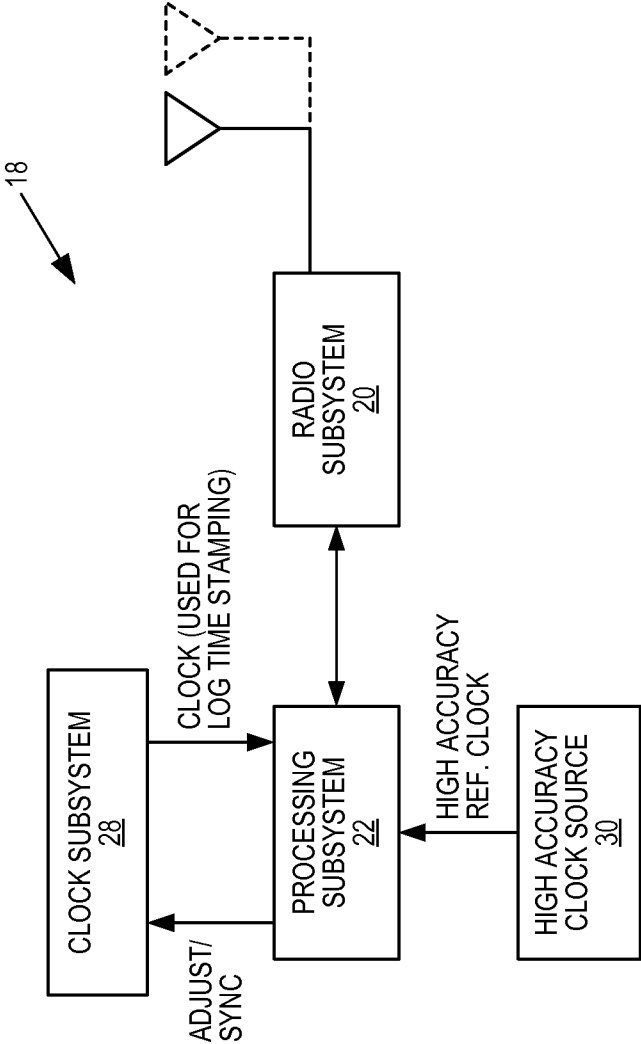 18
CLOCK SUBSYSTEM
28
ADJUST/
SYNC
CLOCK (USED FOR
LOG TIME STAMPING)
PROCESSING
SUBSYSTEM
22
RADIO
SUBSYSTEM
20
HIGH ACCURACY
REF. CLOCK
HIGH ACCURACY
CLOCK SOURCE
30